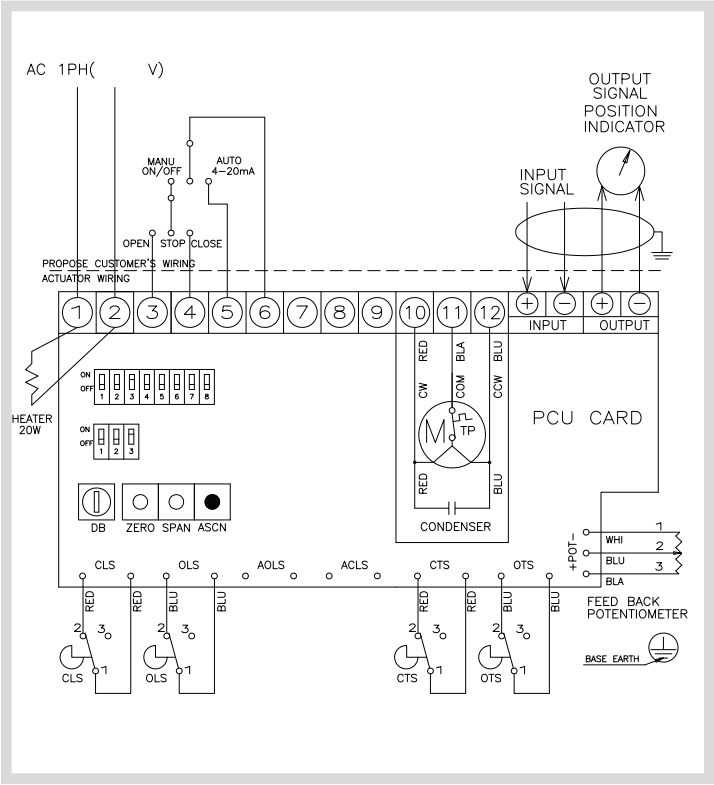 AC 1PH( V)
OUTPUT
SIGNAL
POSITION
INDICATOR
MANU
ON/OFF
AUTO
4-20mA
INPUT
SIGNAL
OPEN STOP CLOSE
PROPOSE CUSTOMER'S WIRING
ACTUATOR WIRING
1 2 3 4 5 6 7 8 9 10 11 12 + - + -
INPUT OUTPUT
RED BLA BLU
CW COM CCW
ON
OFF
1 2 3 4 5 6 7 8
HEATER
20W
M TP
PCU CARD
ON
OFF
1 2 3
RED BLU
DB ZERO SPAN ASCN
CONDENSER
+POT-
WHI 1
BLU 2
BLA 3
CLS OLS AOLS ACLS CTS OTS
RED RED BLU BLU RED RED BLU BLU
FEED BACK
POTENTIOMETER
2 3 2 3 2 3 2 3
1 1 1 1
CLS OLS CTS OTS
BASE EARTH